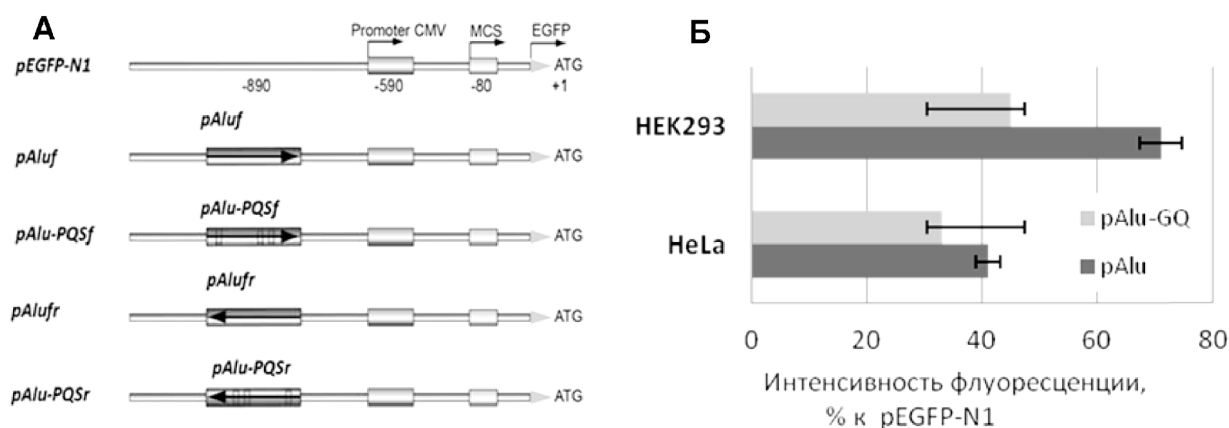 А
Promoter CMV
MCS
EGFP
pEGFP-N1
ATG
-890
-590
-80
+1
pAluf
pAluf
ATG
pAlu-PQSf
pAlu-PQSf
ATG
pAlufr
pAlufr
ATG
pAlu-PQSr
pAlu-PQSr
ATG
Б
HEK293
HeLa
pAlu-GQ
pAlu
0 20 40 60 80
Интенсивность флуоресценции,
% к pEGFP-N1